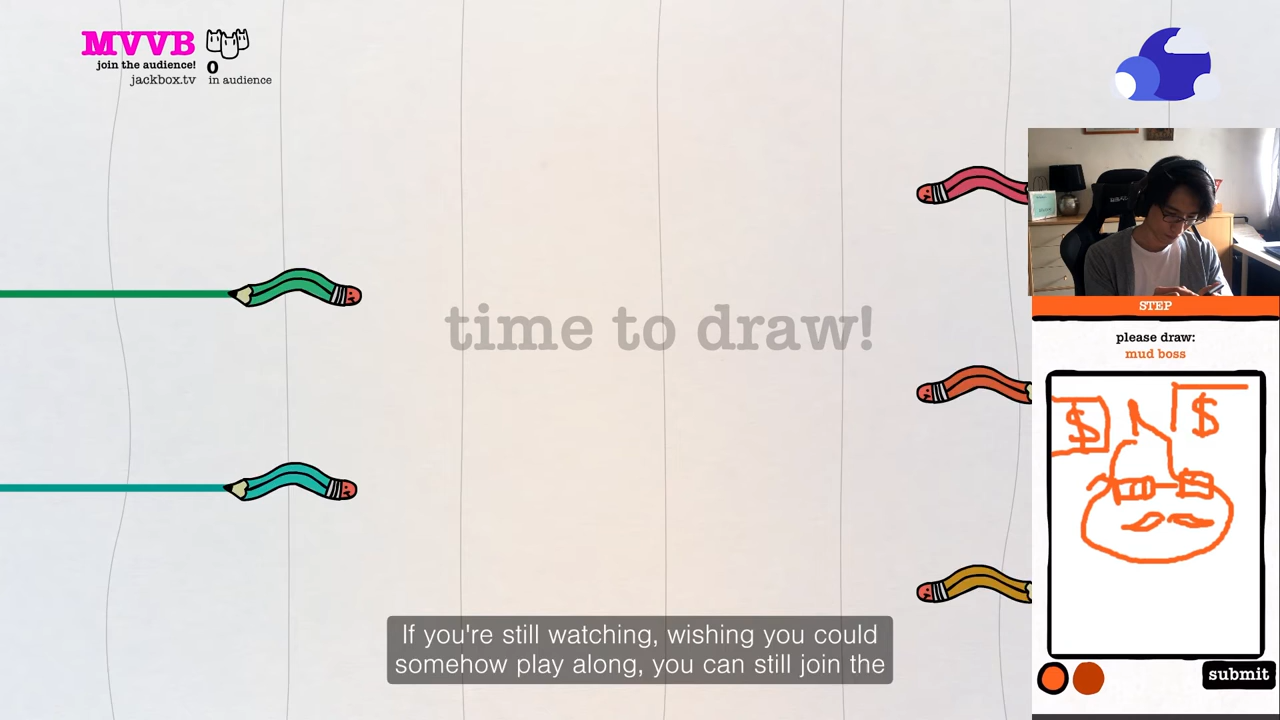 MVVB
join the audience!
jackbox.tv
0
in audience
time to draw!
STEP
please draw:
mud boss
$ $
submit
If you're still watching, wishing you could
somehow play along, you can still join the